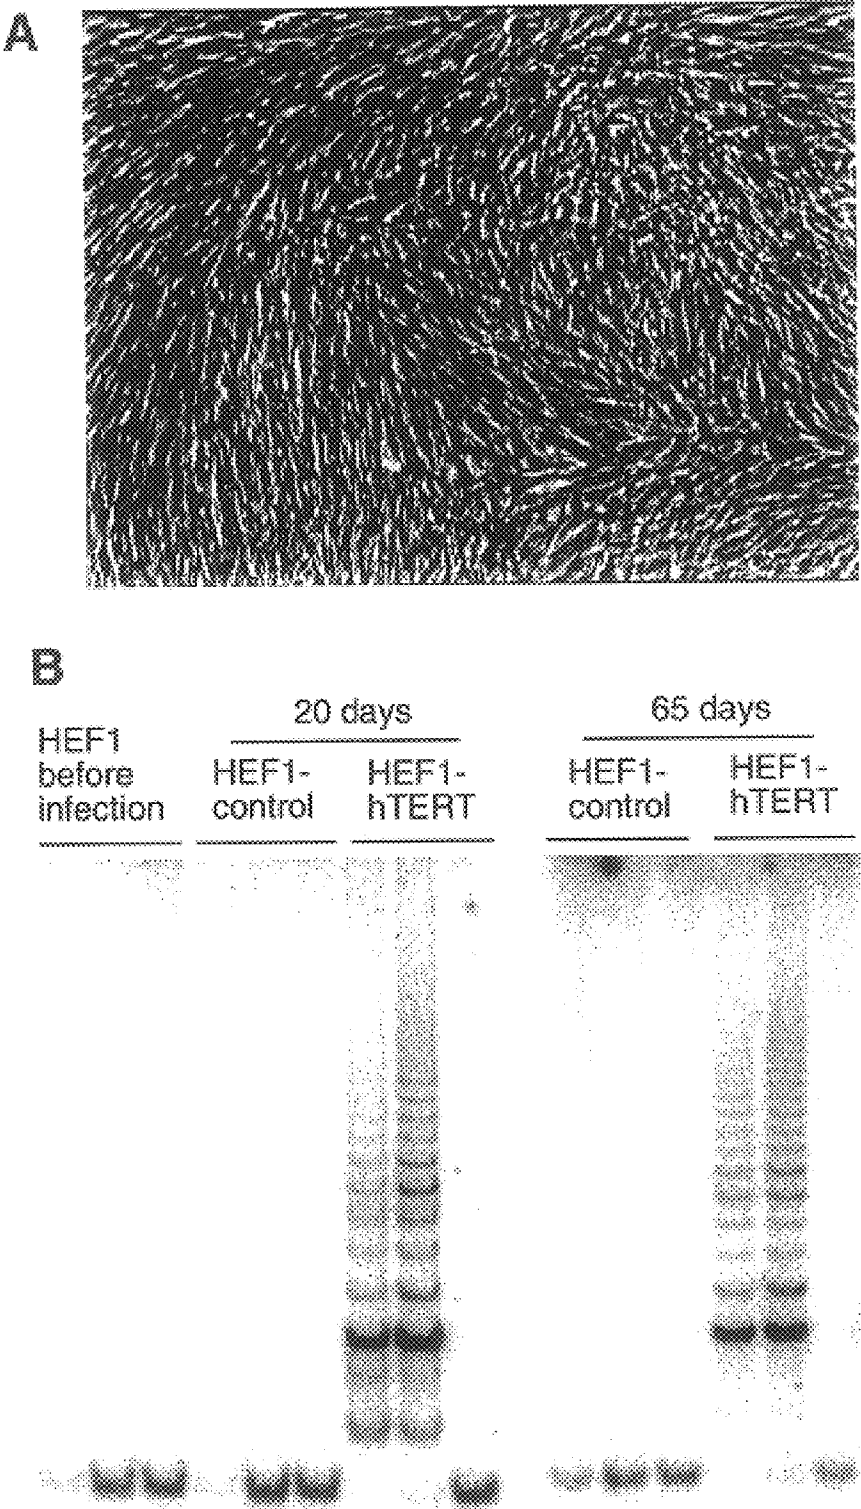 A
B
20 days
65 days
HEF1
before
infection
HEF1-
control
HEF1-
hTERT
HEF1-
control
HEF1-
hTERT